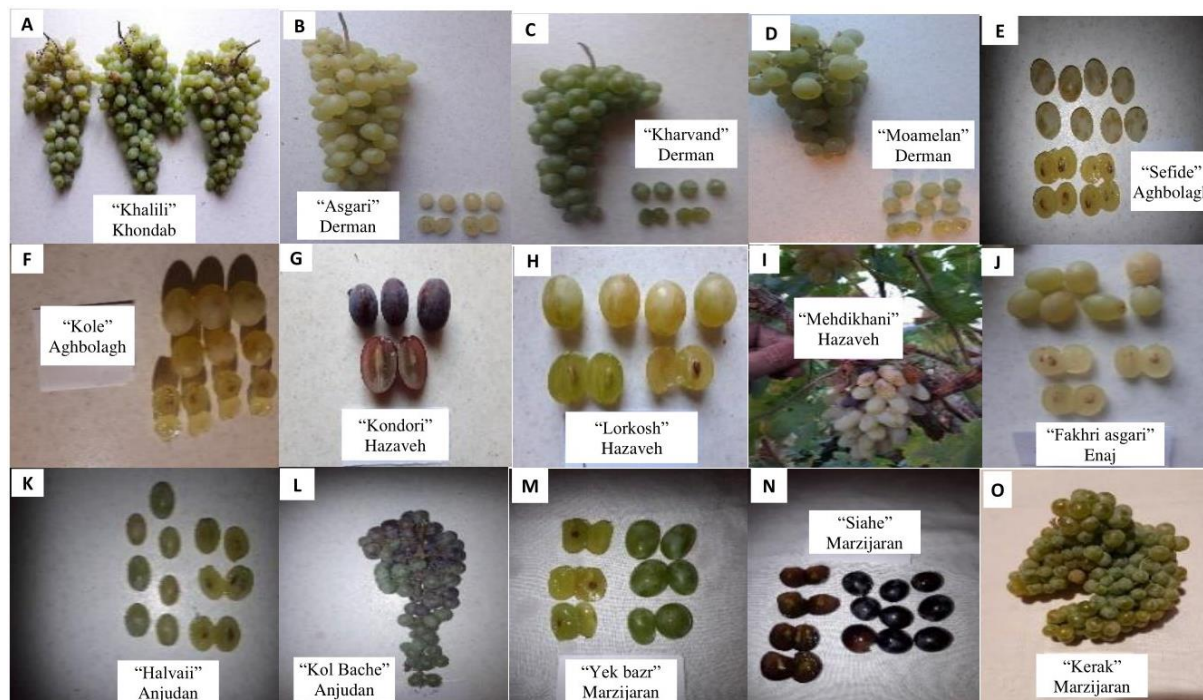 A
“Khalili”
Khondab
B
“Asgari”
Derman
C
“Kharvand”
Derman
D
“Moamelan”
Derman
E
“Sefide”
Aghbolagh
F
“Kole”
Aghbolagh
G
“Kondori”
Hazaveh
H
“Lorkosh”
Hazaveh
I
“Mehdikhani”
Hazaveh
J
“Fakhri asgari”
Enaj
K
“Halvaii”
Anjudan
L
“Kol Bache”
Anjudan
M
“Yek bazr”
Marzijaran
N
“Siahe”
Marzijaran
O
“Kerak”
Marzijaran